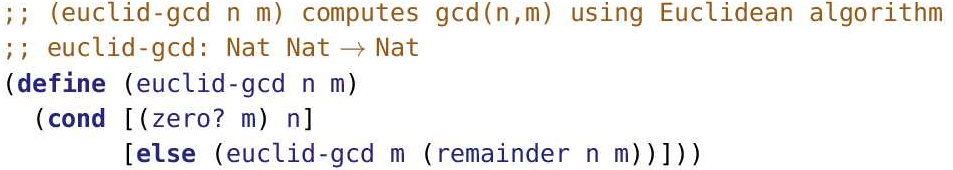 ;; (euclid-gcd n m) computes gcd(n,m) using Euclidean algorithm
;; euclid-gcd: Nat Nat → Nat
(define (euclid-gcd n m)
  (cond [(zero? m) n]
        [else (euclid-gcd m (remainder n m))]))